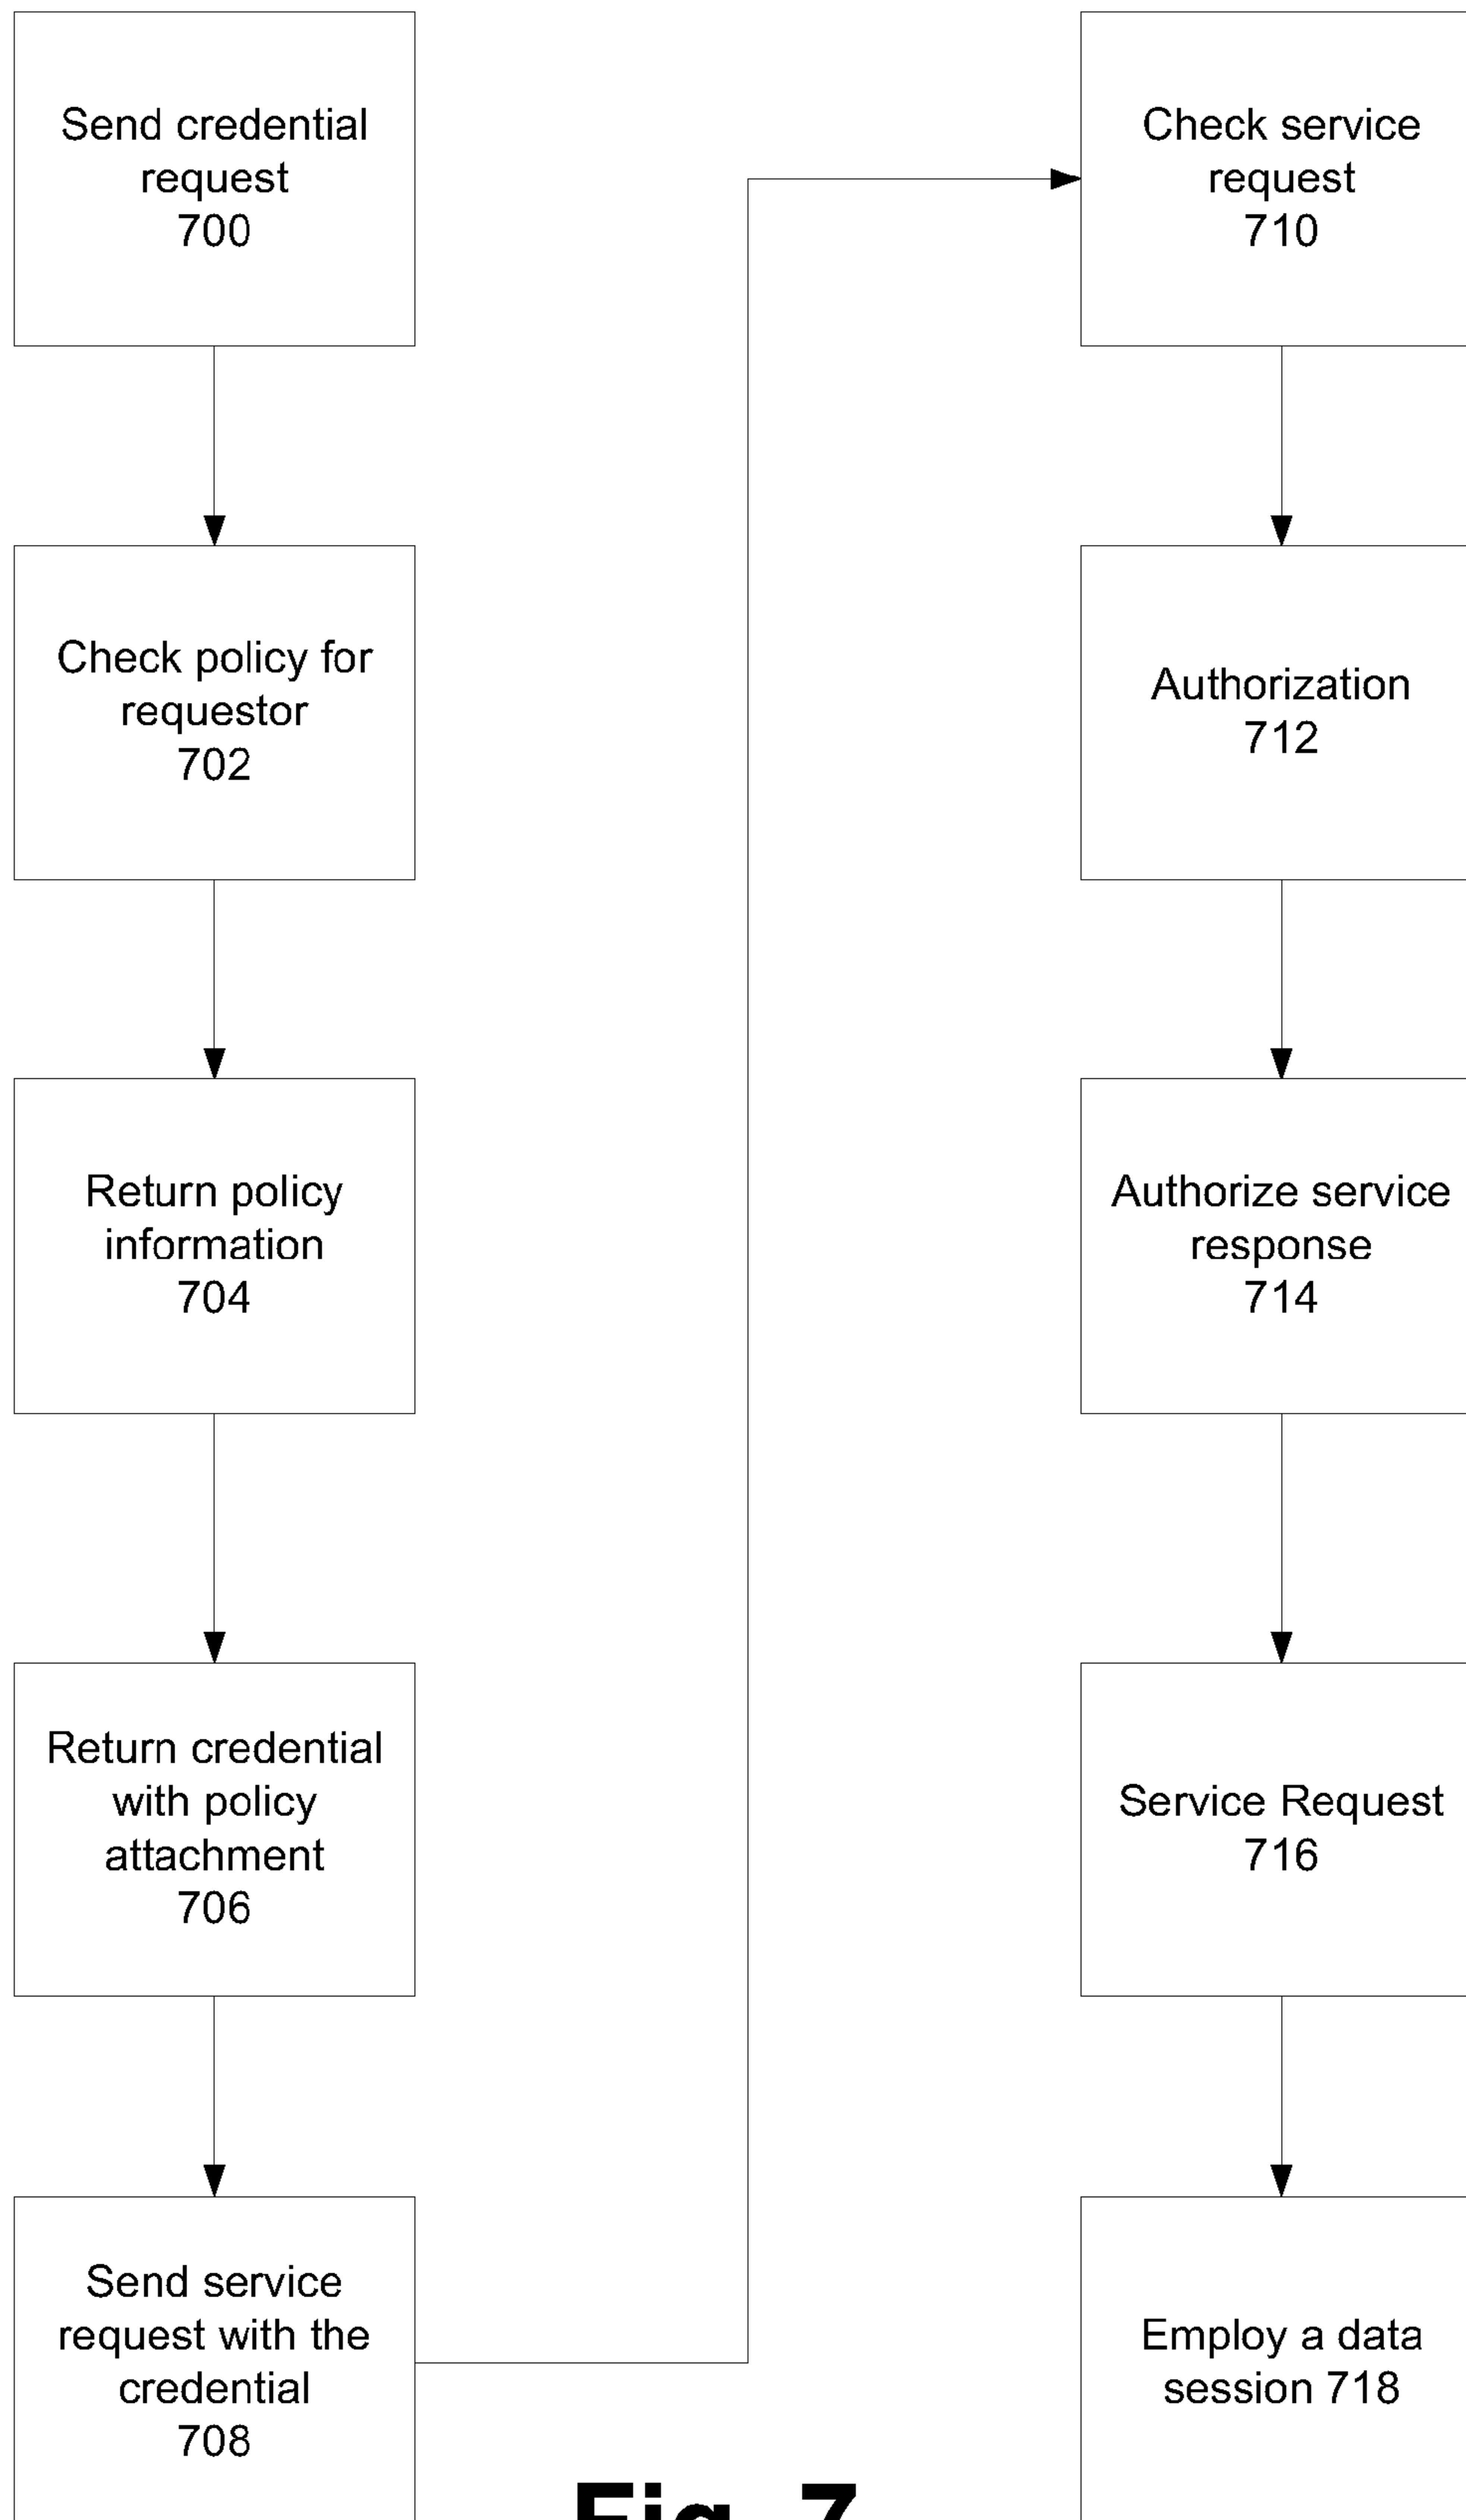 Send credential
request
700
Check policy for
requestor
702
Return policy
information
704
Return credential
with policy
attachment
706
Send service
request with the
credential
708
Check service
request
710
Authorization
712
Authorize service
response
714
Service Request
716
Employ a data
session 718
Fig. 7